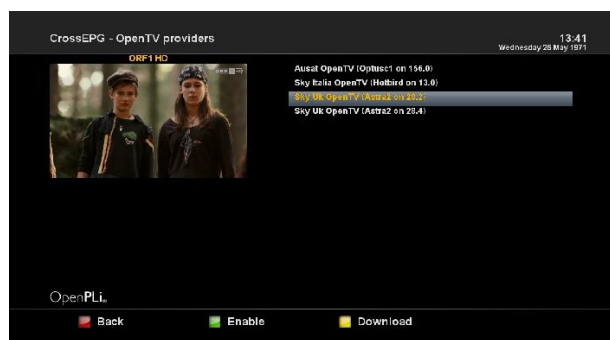 CrossEPG - OpenTV providers
13:41
Wednesday 26 May 1971
ORF1 HD
Ausat OpenTV (Optusc1 on 156.0)
Sky Italia OpenTV (Hotbird on 13.0)
Sky Uk OpenTV (Astra2 on 28.2)
Sky Uk OpenTV (Astra2 on 28.4)
OpenPLi
Back
Enable
Download